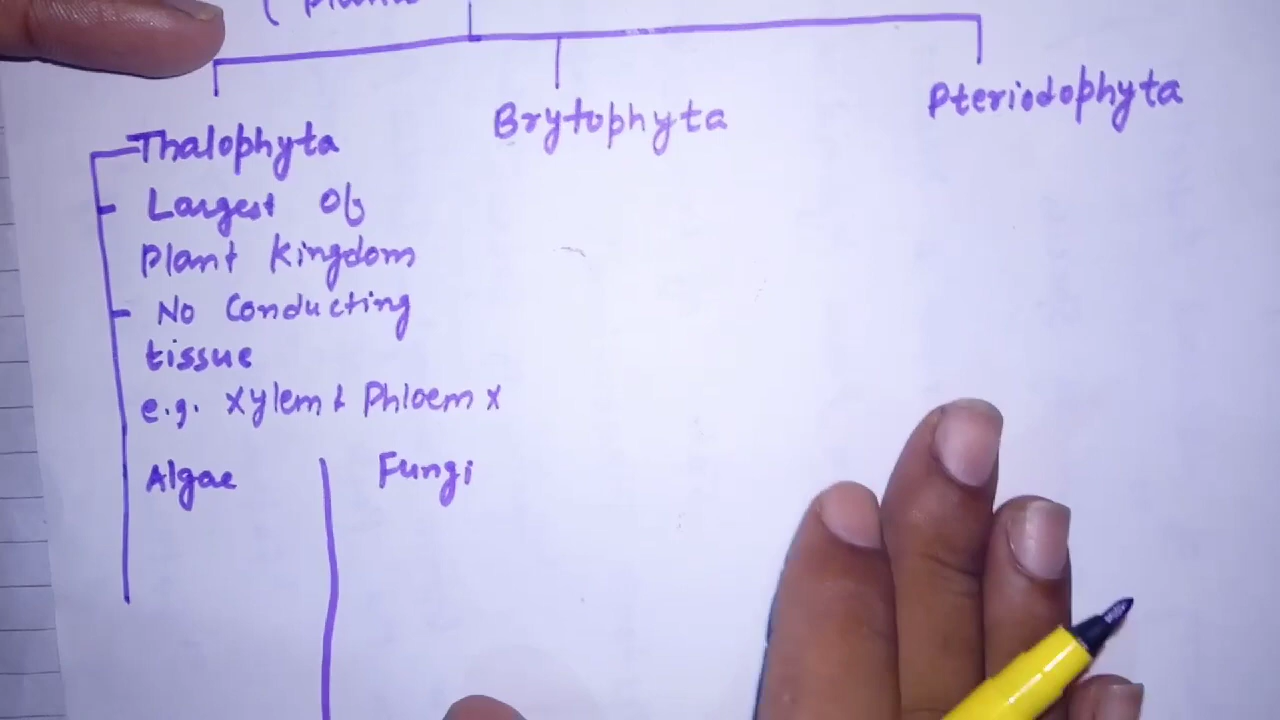 Thalophyta
Brytophyta
Pteriodophyta
Largest of
plant kingdom
No Conducting
tissue
e.g. Xylem & Phloem x
Algae
Fungi